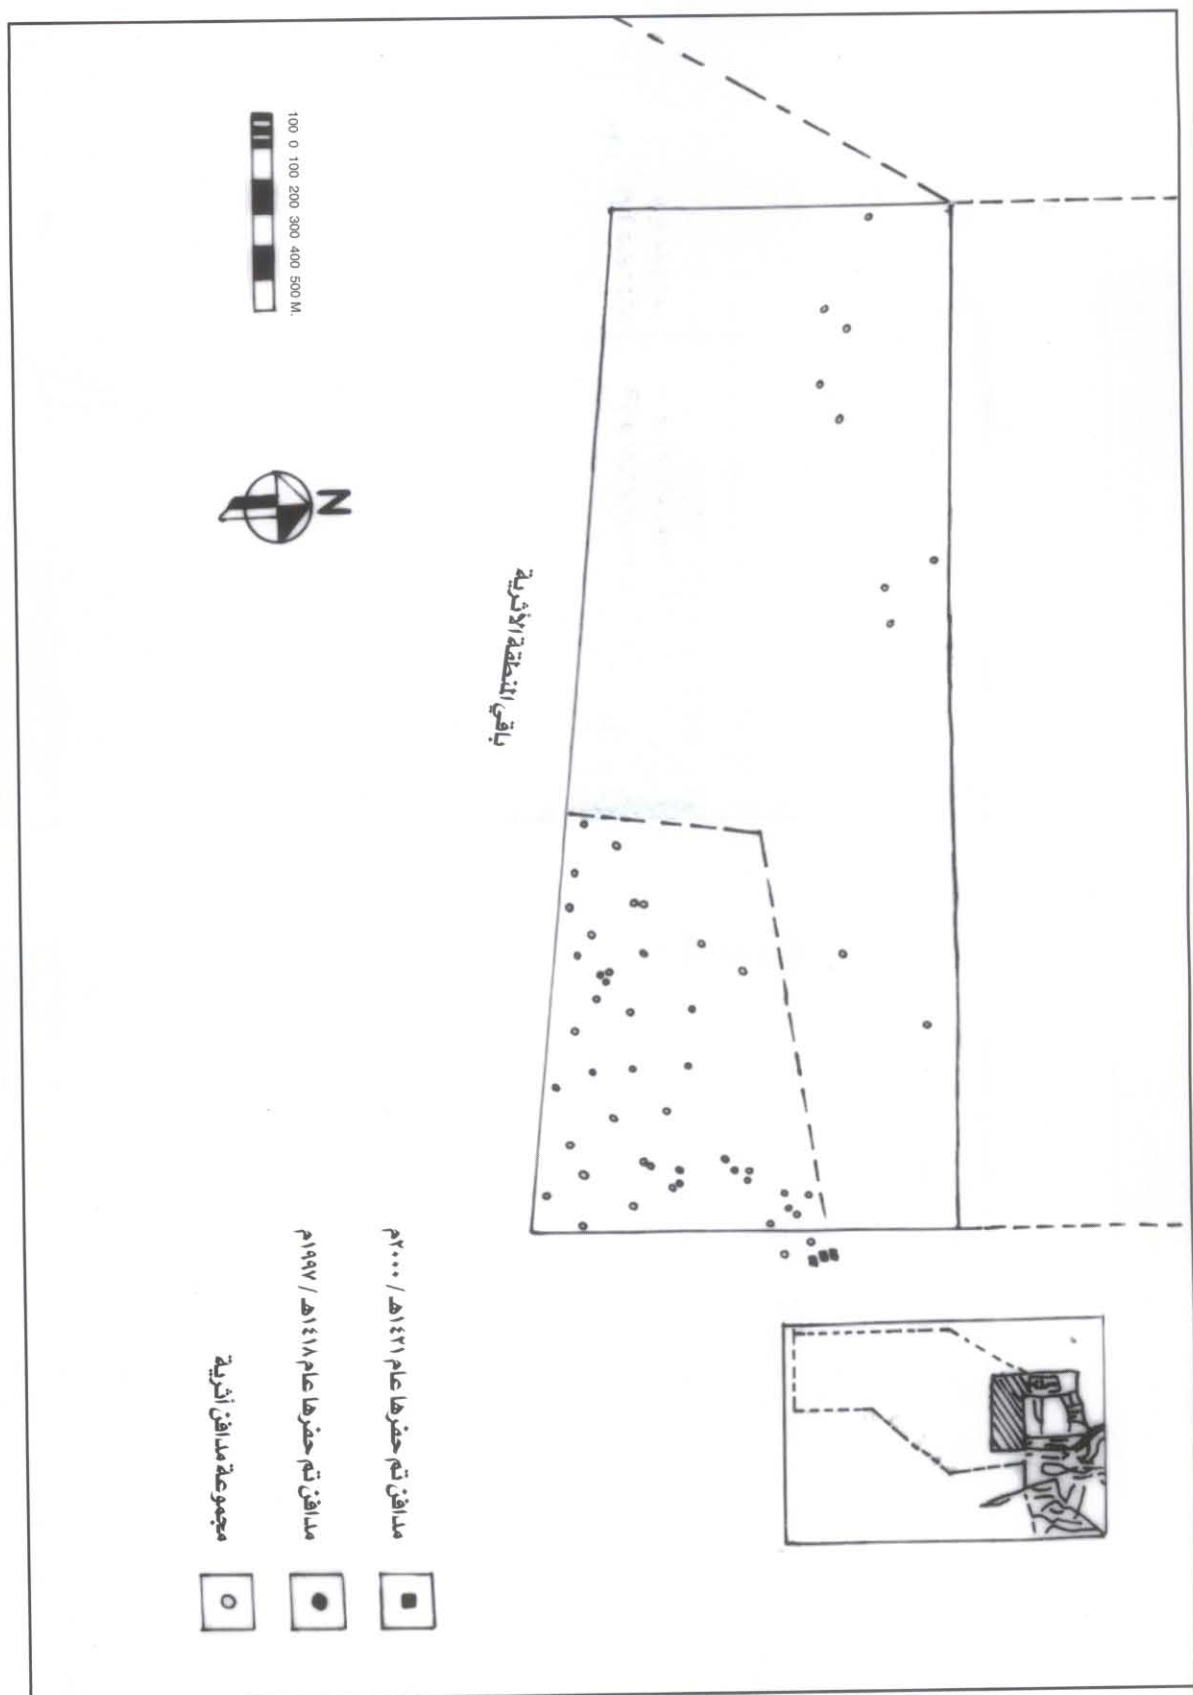 100 0 100 200 300 400 500 M.
N
باقي المنطقة الأثرية
مدافن تم حفرها عام ١٤٢١هـ / ٢٠٠٠م
مدافن تم حفرها عام ١٤١٨هـ / ١٩٩٧م
مجموعة مدافن أثرية